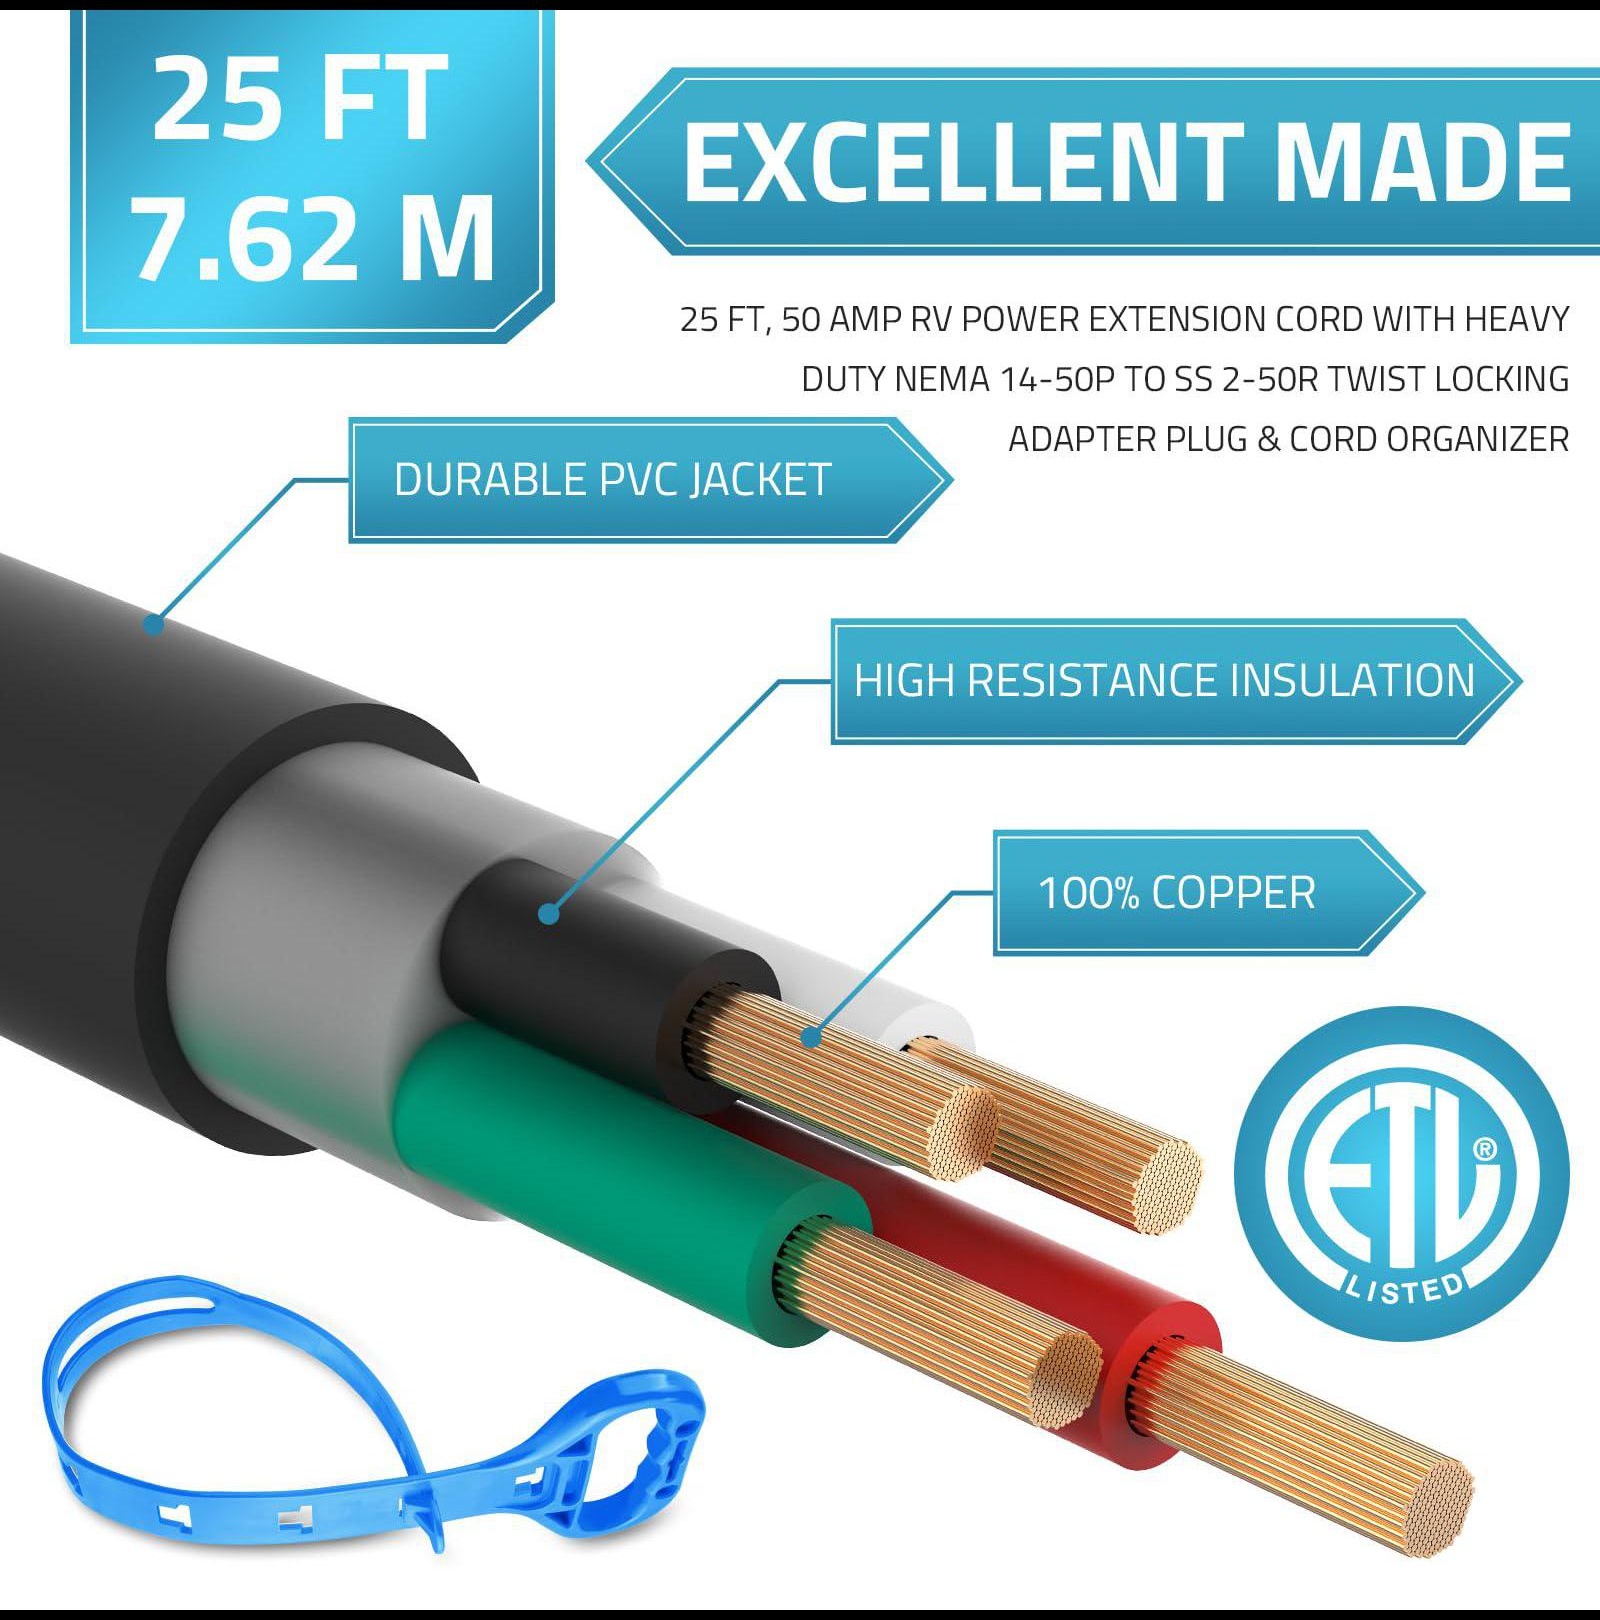 25 FT
7.62 M
EXCELLENT MADE
25 FT, 50 AMP RV POWER EXTENSION CORD WITH HEAVY
DUTY NEMA 14-50P TO SS 2-50R TWIST LOCKING
ADAPTER PLUG & CORD ORGANIZER
DURABLE PVC JACKET
HIGH RESISTANCE INSULATION
100% COPPER
ETL®
LISTED